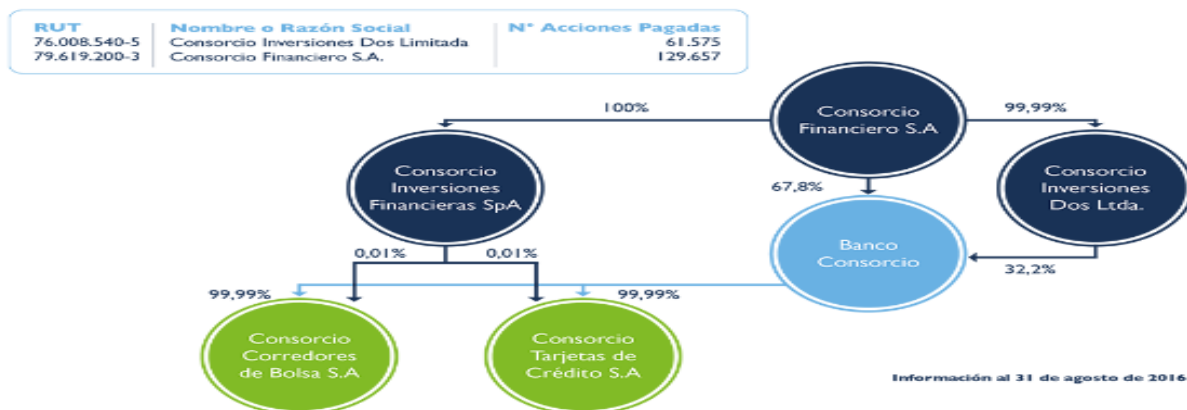 RUT Nombre o Razón Social N° Acciones Pagadas
76.008.540-5 Consorcio Inversiones Dos Limitada 61.575
79.619.200-3 Consorcio Financiero S.A. 129.657
100%
Consorcio
Financiero S.A
99,99%
Consorcio
Inversiones
Financieras SpA
67,8%
Consorcio
Inversiones
Dos Ltda.
Banco
Consorcio
0,01%
0,01%
32,2%
99,99%
99,99%
Consorcio
Corredores
de Bolsa S.A
Consorcio
Tarjetas de
Crédito S.A
Información al 31 de agosto de 2016